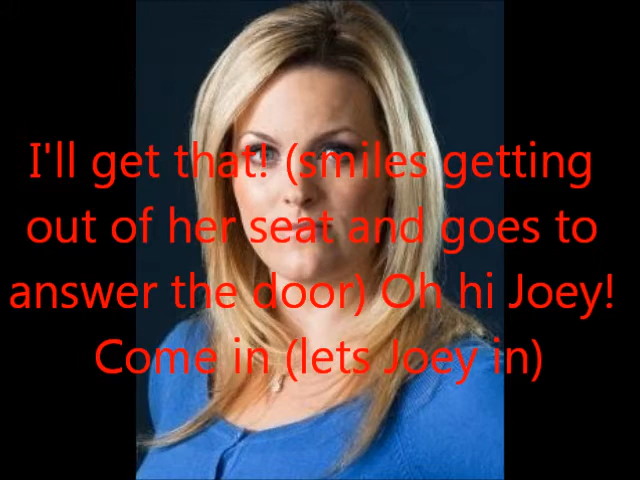 I'll get that! (smiles getting
out of her seat and goes to
answer the door) Oh hi Joey!
Come in (lets Joey in)